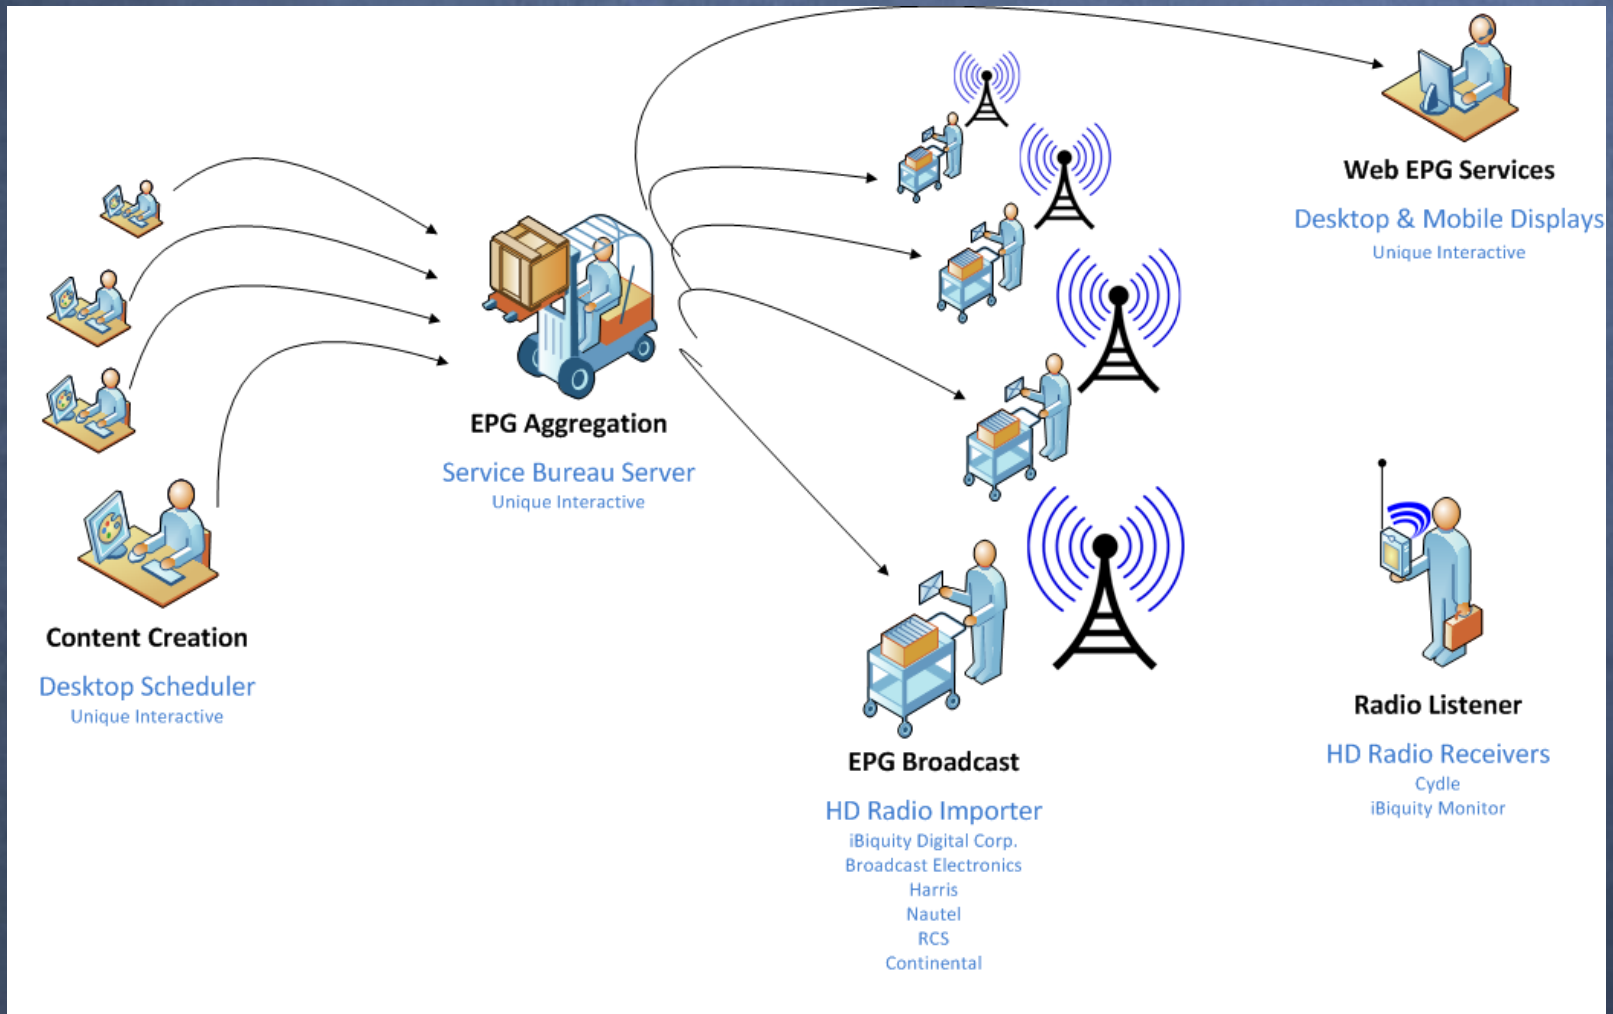 Content Creation
Desktop Scheduler
Unique Interactive
EPG Aggregation
Service Bureau Server
Unique Interactive
EPG Broadcast
HD Radio Importer
iBiquity Digital Corp.
Broadcast Electronics
Harris
Nautel
RCS
Continental
Web EPG Services
Desktop & Mobile Displays
Unique Interactive
Radio Listener
HD Radio Receivers
Cydle
iBiquity Monitor